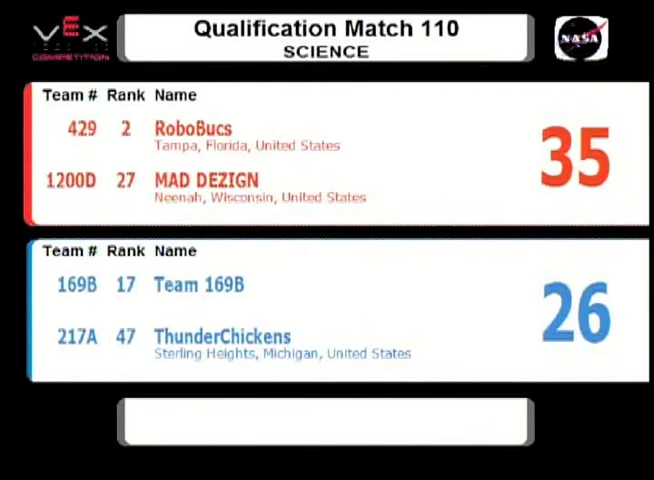 VEX
COMPETITION
Qualification Match 110
SCIENCE
NASA
Team # Rank Name
429 2 RoboBucs
Tampa, Florida, United States
1200D 27 MAD DEZIGN
Neenah, Wisconsin, United States
35
Team # Rank Name
169B 17 Team 169B
217A 47 ThunderChickens
Sterling Heights, Michigan, United States
26